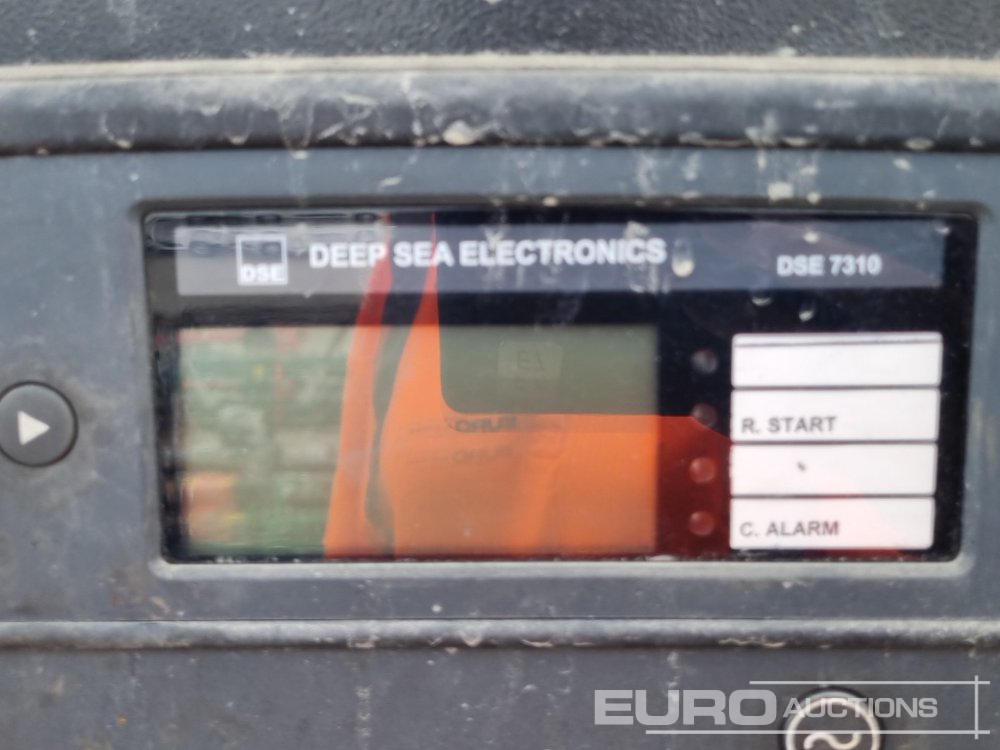 DSE DEEP SEA ELECTRONICS DSE 7310
R. START
C. ALARM
EURO AUCTIONS